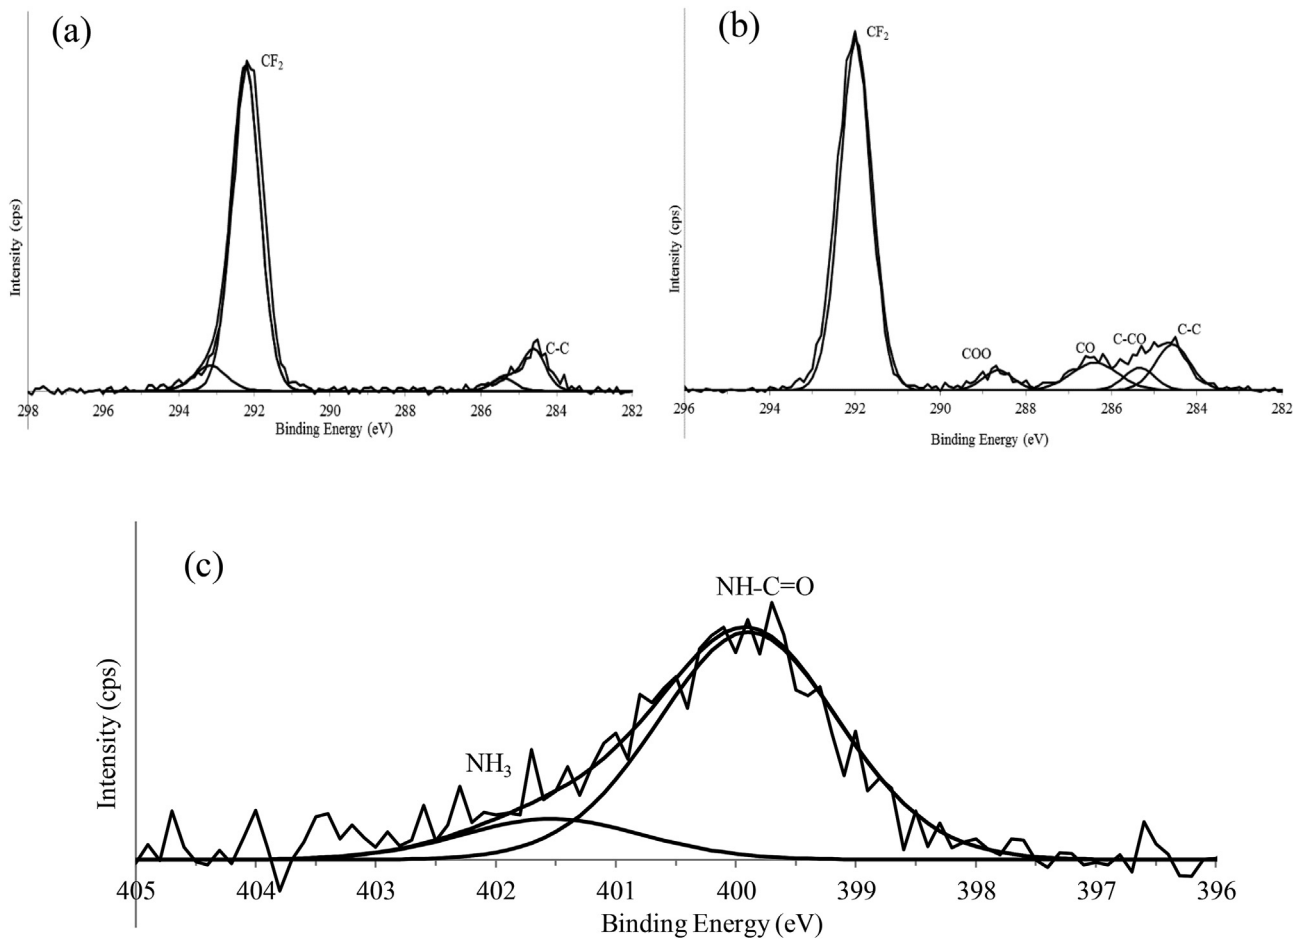 (a)
CF₂
C-C
Intensity (cps)
298 296 294 292 290 288 286 284 282
Binding Energy (eV)
(b)
CF₂
COO
CO
C-CO
C-C
Intensity (cps)
296 294 292 290 288 286 284 282
Binding Energy (eV)
(c)
NH-C=O
NH₃
Intensity (cps)
405 404 403 402 401 400 399 398 397 396
Binding Energy (eV)